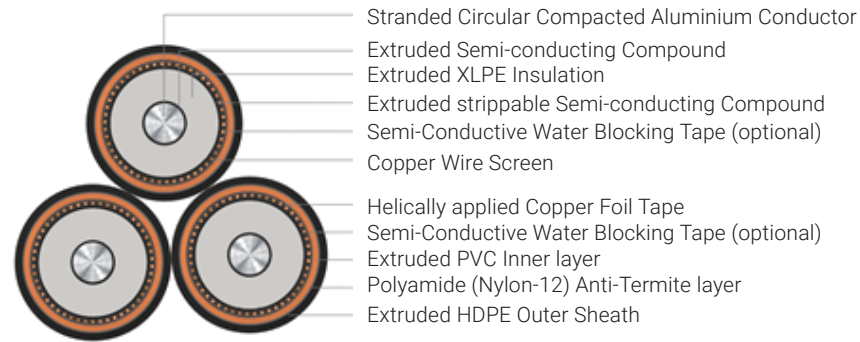 Stranded Circular Compacted Aluminium Conductor
Extruded Semi-conducting Compound
Extruded XLPE Insulation
Extruded strippable Semi-conducting Compound
Semi-Conductive Water Blocking Tape (optional)
Copper Wire Screen
Helically applied Copper Foil Tape
Semi-Conductive Water Blocking Tape (optional)
Extruded PVC Inner layer
Polyamide (Nylon-12) Anti-Termite layer
Extruded HDPE Outer Sheath